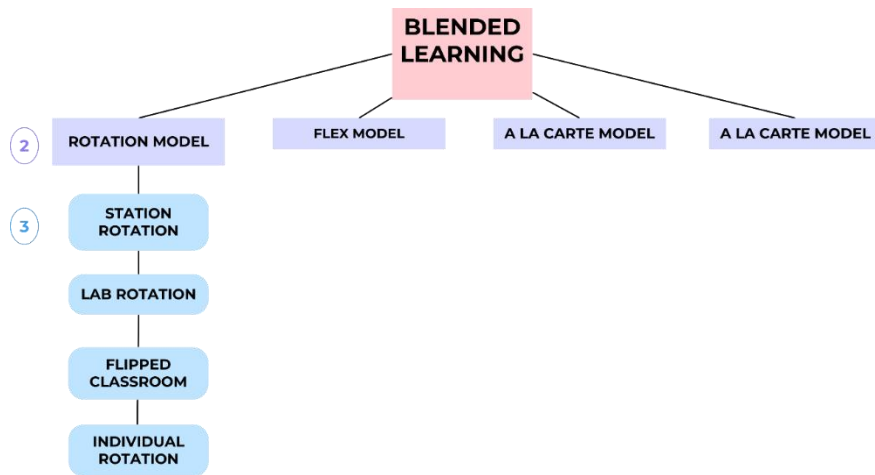 BLENDED
LEARNING
2
ROTATION MODEL
FLEX MODEL
A LA CARTE MODEL
A LA CARTE MODEL
3
STATION
ROTATION
LAB ROTATION
FLIPPED
CLASSROOM
INDIVIDUAL
ROTATION